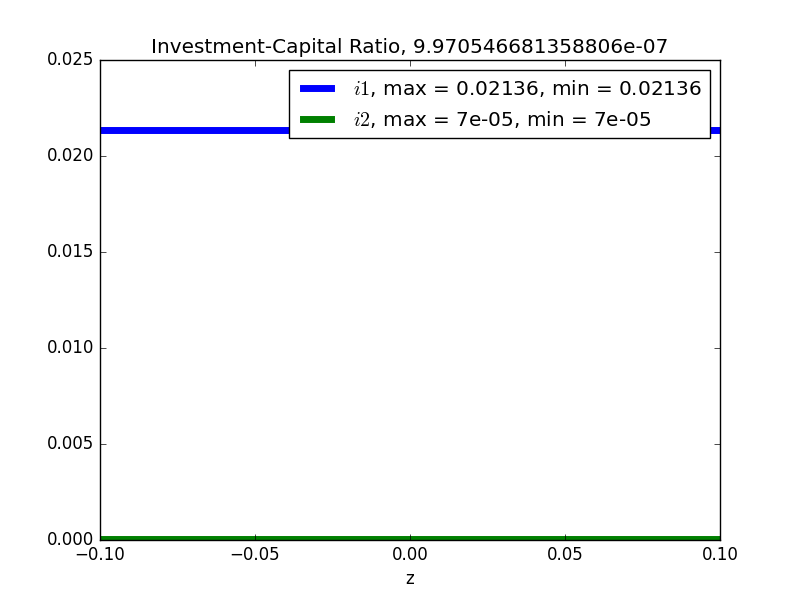 Investment-Capital Ratio, 9.970546681358806e-07
0.025
i1, max = 0.02136, min = 0.02136
i2, max = 7e-05, min = 7e-05
0.020
0.015
0.010
0.005
0.000
−0.10 −0.05 0.00 0.05 0.10
z